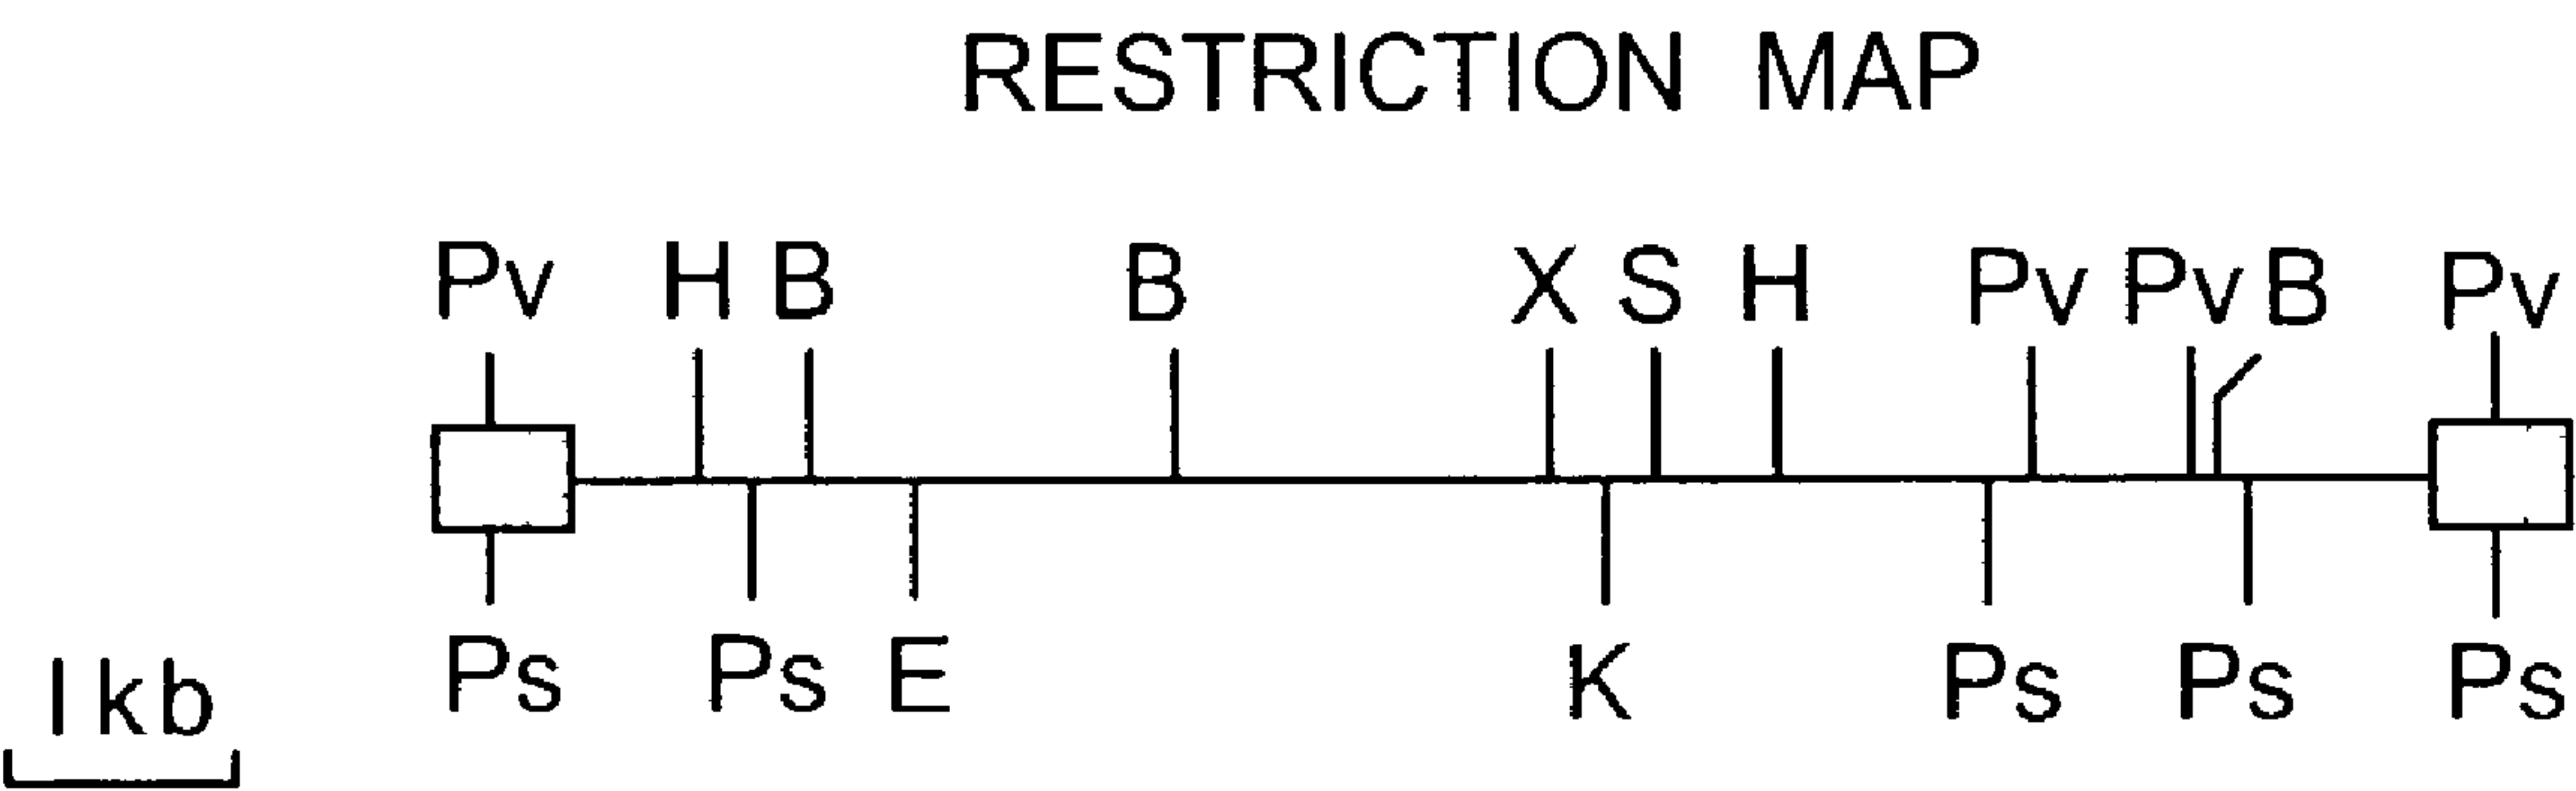 RESTRICTION MAP
Pv H B B X S H Pv Pv B Pv
Ps Ps E K Ps Ps Ps
1kb